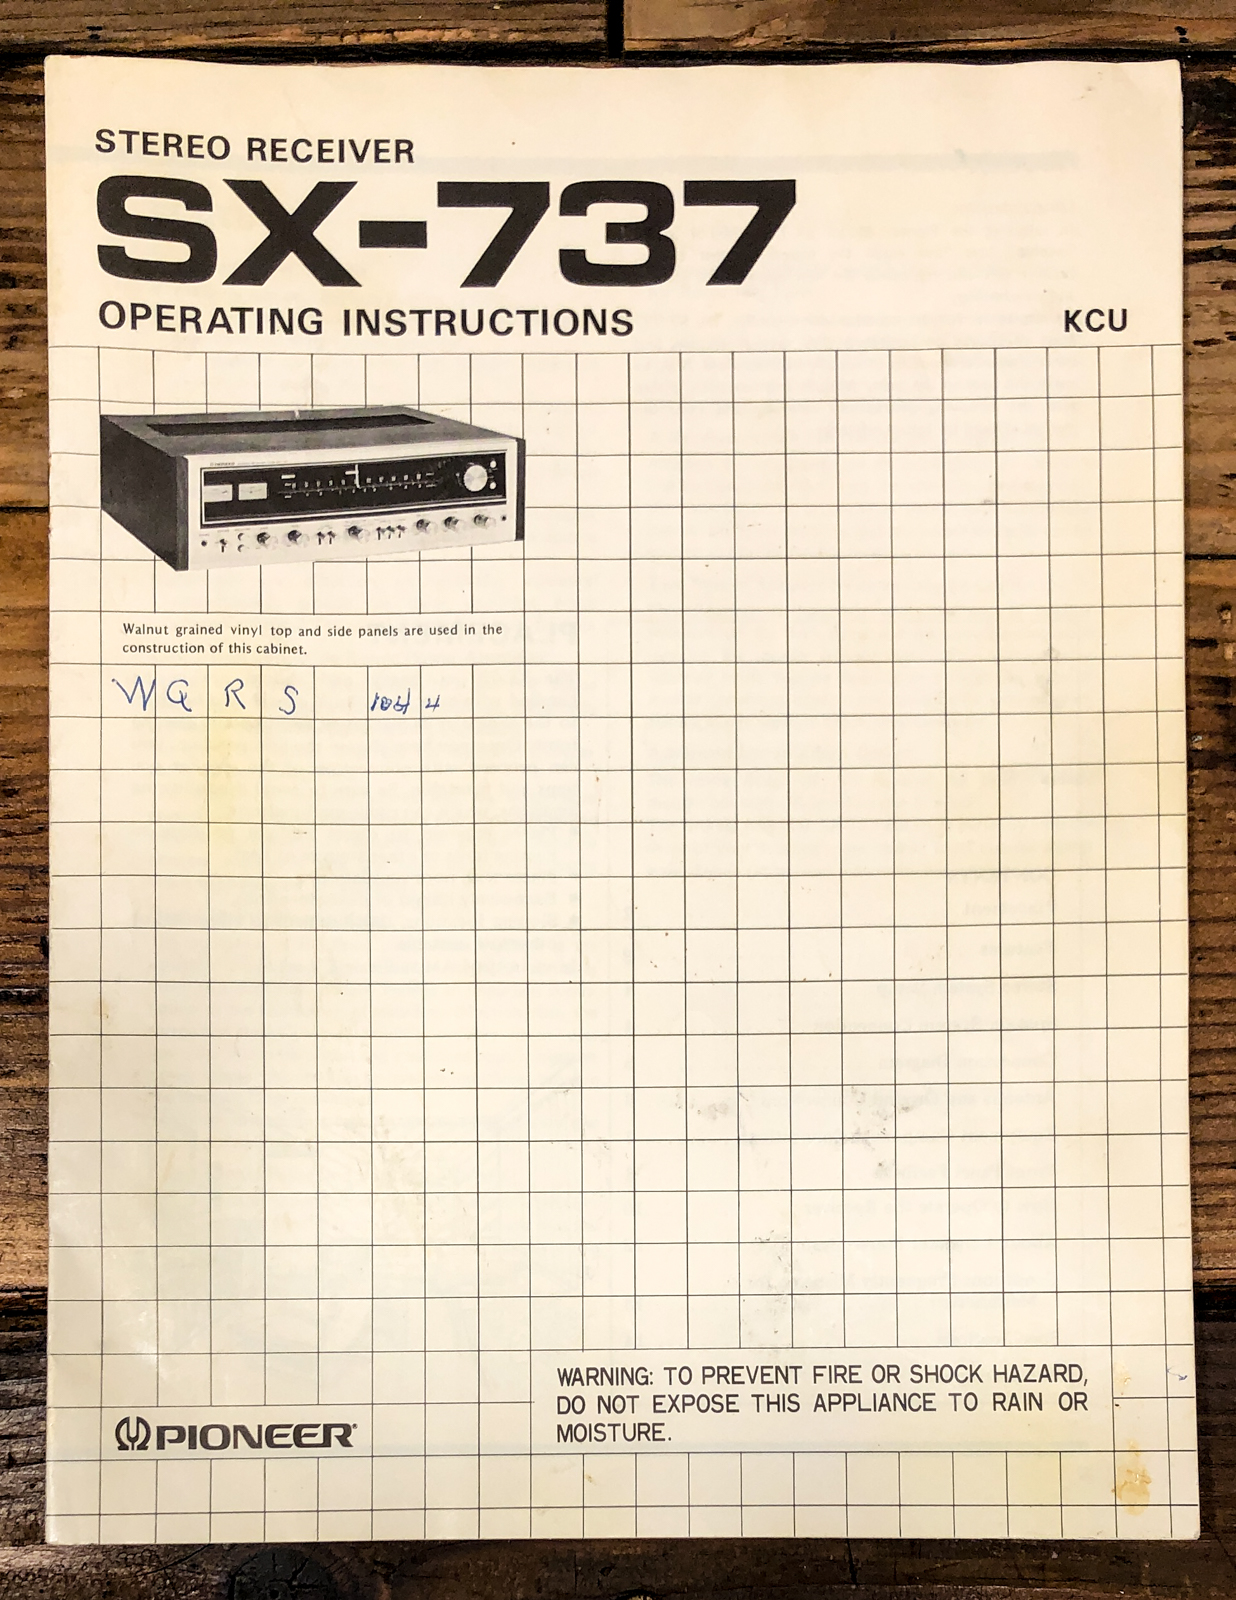 STEREO RECEIVER
SX-737
OPERATING INSTRUCTIONS
KCU
Walnut grained vinyl top and side panels are used in the
construction of this cabinet.
W Q R S
WARNING: TO PREVENT FIRE OR SHOCK HAZARD,
DO NOT EXPOSE THIS APPLIANCE TO RAIN OR
MOISTURE.
PIONEER®